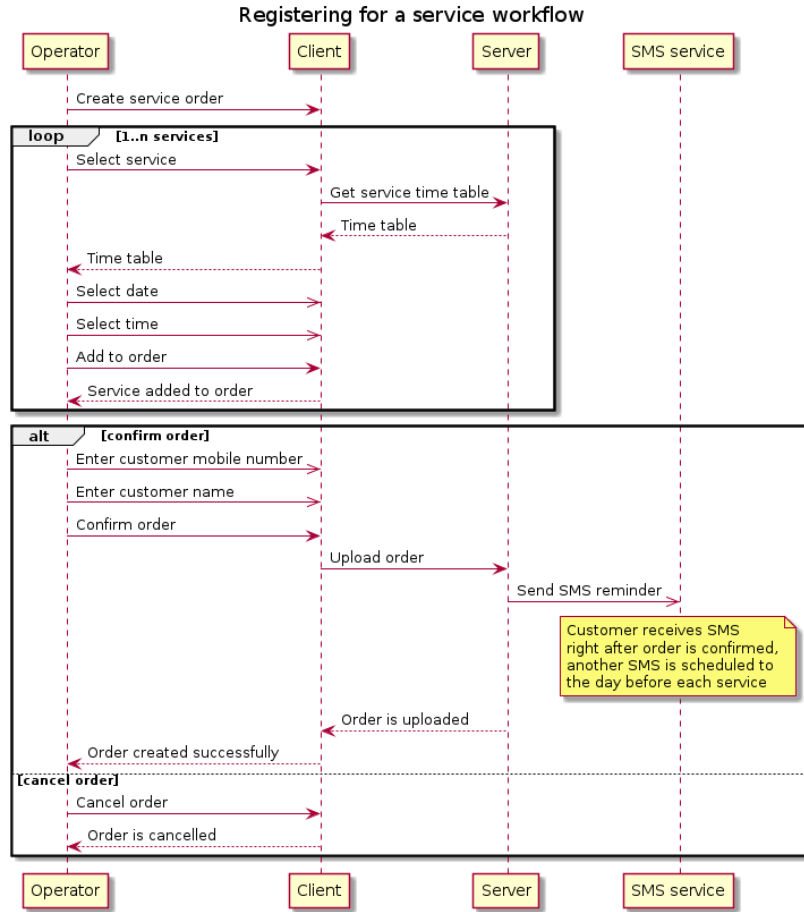 Registering for a service workflow
Operator
Client
Server
SMS service
Create service order
loop
[1..n services]
Select service
Get service time table
Time table
Time table
Select date
Select time
Add to order
Service added to order
alt
[confirm order]
Enter customer mobile number
Enter customer name
Confirm order
Upload order
Send SMS reminder
Customer receives SMS
right after order is confirmed,
another SMS is scheduled to
the day before each service
Order is uploaded
Order created successfully
[cancel order]
Cancel order
Order is cancelled
Operator
Client
Server
SMS service